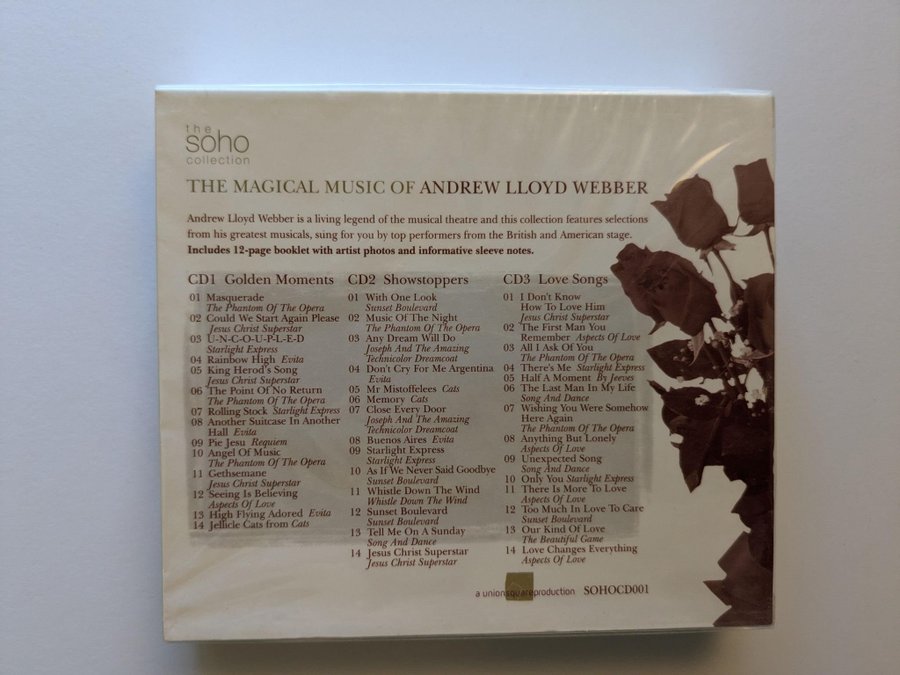 the
soho
collection
THE MAGICAL MUSIC OF ANDREW LLOYD WEBBER
Andrew Lloyd Webber is a living legend of the musical theatre and this collection features selections
from his greatest musicals, sung for you by top performers from the British and American stage.
Includes 12-page booklet with artist photos and informative sleeve notes.
CD1 Golden Moments
01 Masquerade
The Phantom Of The Opera
02 Could We Start Again Please
Jesus Christ Superstar
03 U-N-C-O-U-P-L-E-D
Starlight Express
04 Rainbow High Evita
05 King Herod's Song
Jesus Christ Superstar
06 The Point Of No Return
The Phantom Of The Opera
07 Rolling Stock Starlight Express
08 Another Suitcase In Another
Hall Evita
09 Pie Jesu Requiem
10 Angel Of Music
The Phantom Of The Opera
11 Gethsemane
Jesus Christ Superstar
12 Seeing Is Believing
Aspects Of Love
13 High Flying Adored Evita
14 Jellicle Cats from Cats
CD2 Showstoppers
01 With One Look
Sunset Boulevard
02 Music Of The Night
The Phantom Of The Opera
03 Any Dream Will Do
Joseph And The Amazing
Technicolor Dreamcoat
04 Don't Cry For Me Argentina
Evita
05 Mr Mistoffelees Cats
06 Memory Cats
07 Close Every Door
Joseph And The Amazing
Technicolor Dreamcoat
08 Buenos Aires Evita
09 Starlight Express
Starlight Express
10 As If We Never Said Goodbye
Sunset Boulevard
11 Whistle Down The Wind
Whistle Down The Wind
12 Sunset Boulevard
Sunset Boulevard
13 Tell Me On A Sunday
Song And Dance
14 Jesus Christ Superstar
Jesus Christ Superstar
CD3 Love Songs
01 I Don't Know
How To Love Him
Jesus Christ Superstar
02 The First Man You
Remember Aspects Of Love
03 All I Ask Of You
The Phantom Of The Opera
04 There's Me Starlight Express
05 Half A Moment By Jeeves
06 The Last Man In My Life
Song And Dance
07 Wishing You Were Somehow
Here Again
The Phantom Of The Opera
08 Anything But Lonely
Aspects Of Love
09 Unexpected Song
Song And Dance
10 Only You Starlight Express
11 There Is More To Love
Aspects Of Love
12 Too Much In Love To Care
Sunset Boulevard
13 Our Kind Of Love
The Beautiful Game
14 Love Changes Everything
Aspects Of Love
a unionsquareproduction SOHOCD001